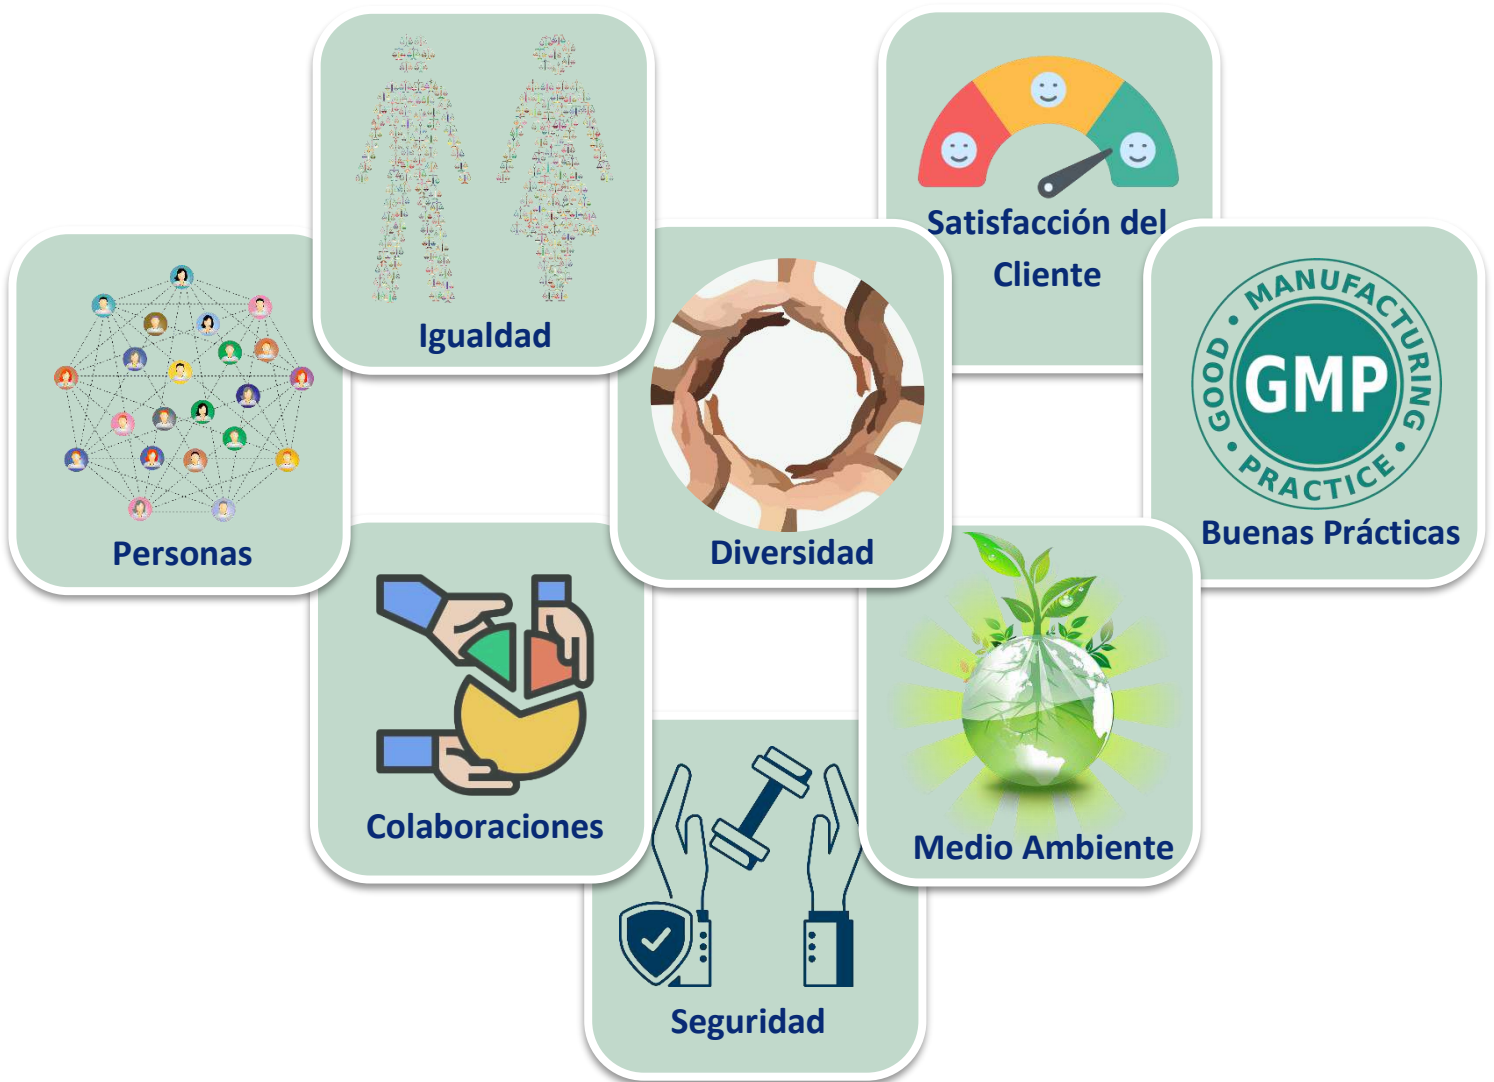 Igualdad
Satisfacción del
Cliente
Personas
Diversidad
GOOD • MANUFACTURING • PRACTICE •
GMP
Buenas Prácticas
Colaboraciones
Medio Ambiente
Seguridad